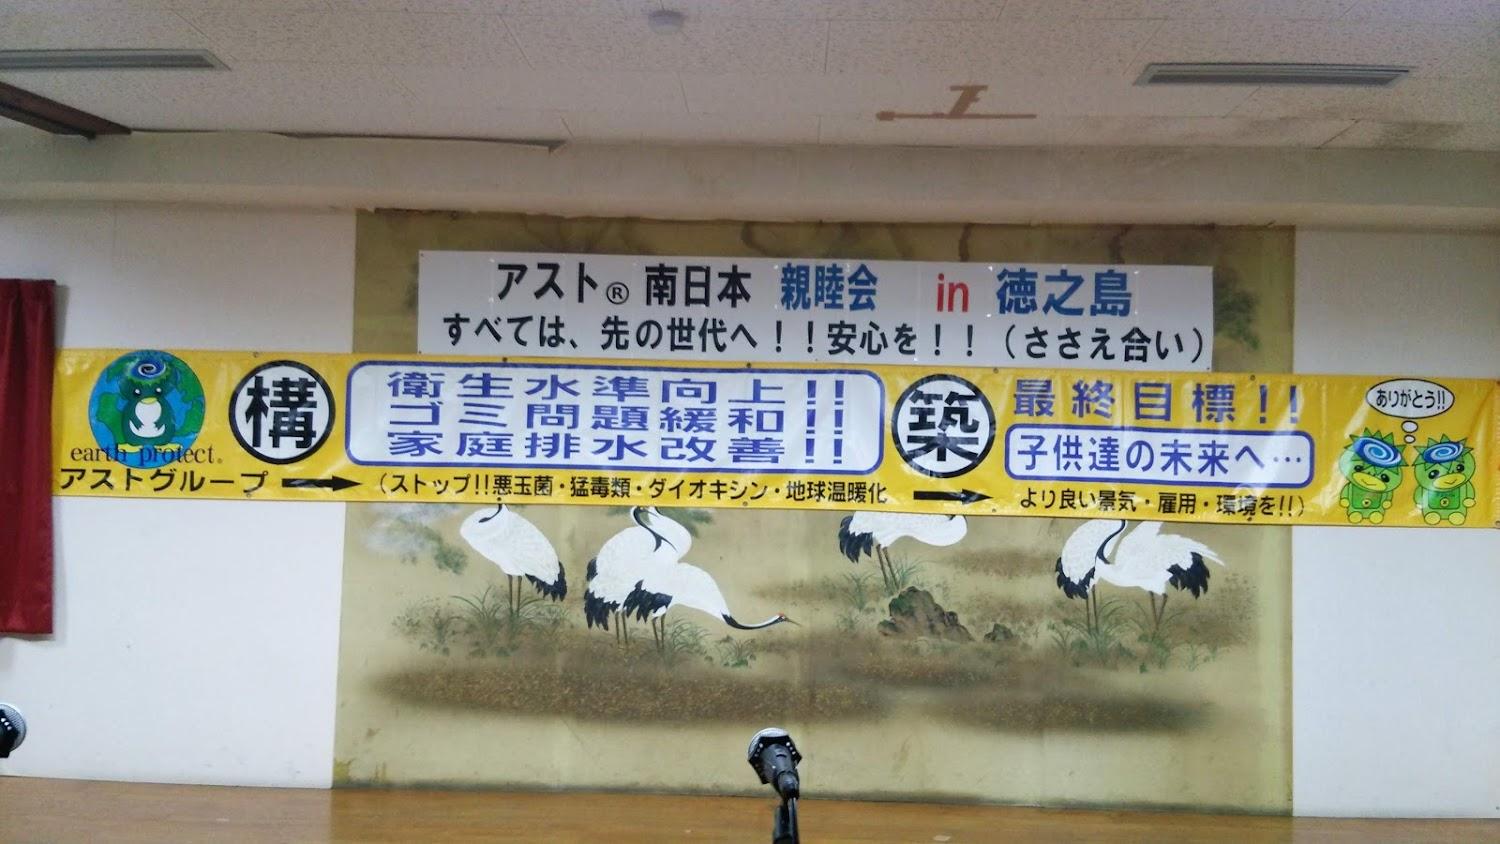 アスト® 南日本 親睦会 in 徳之島
すべては、先の世代へ！！安心を！！（ささえ合い）
earth protect®
アストグループ
構
衛生水準向上!!
ゴミ問題緩和!!
家庭排水改善!!
（ストップ!!悪玉菌・猛毒類・ダイオキシン・地球温暖化
築
最終目標!!
子供達の未来へ…
より良い景気・雇用・環境を!!）
ありがとう!!